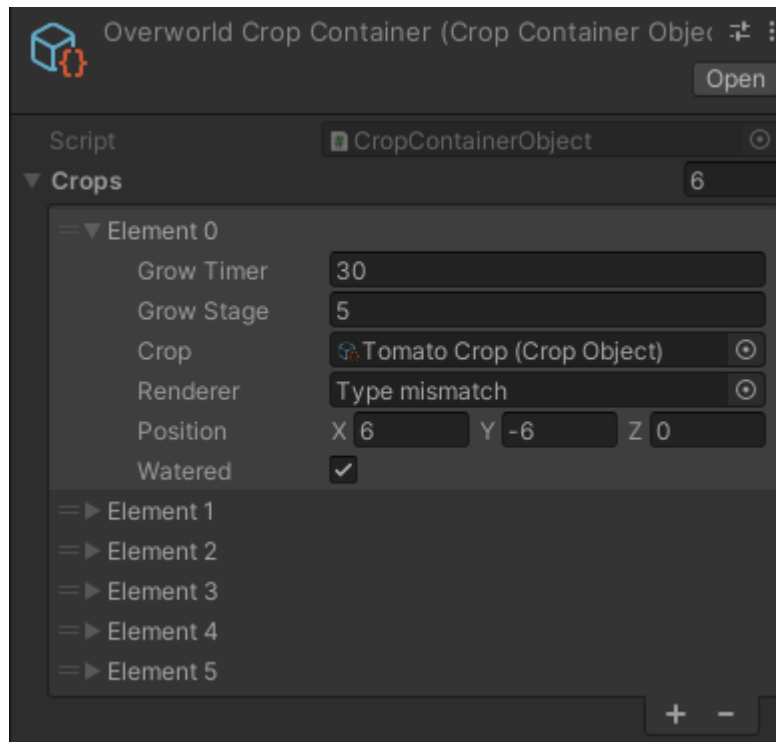 Overworld Crop Container (Crop Container Objec
Open
Script CropContainerObject
Crops 6
Element 0
Grow Timer 30
Grow Stage 5
Crop Tomato Crop (Crop Object)
Renderer Type mismatch
Position X 6 Y -6 Z 0
Watered
Element 1
Element 2
Element 3
Element 4
Element 5